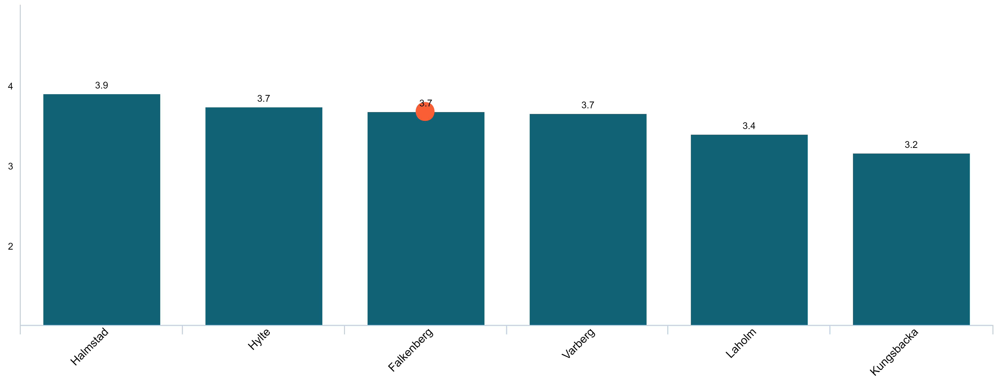 3.9
4
3.7
3.7
3.7
3.4
3.2
3
2
Halmstad
Hylte
Falkenberg
Varberg
Laholm
Kungsbacka